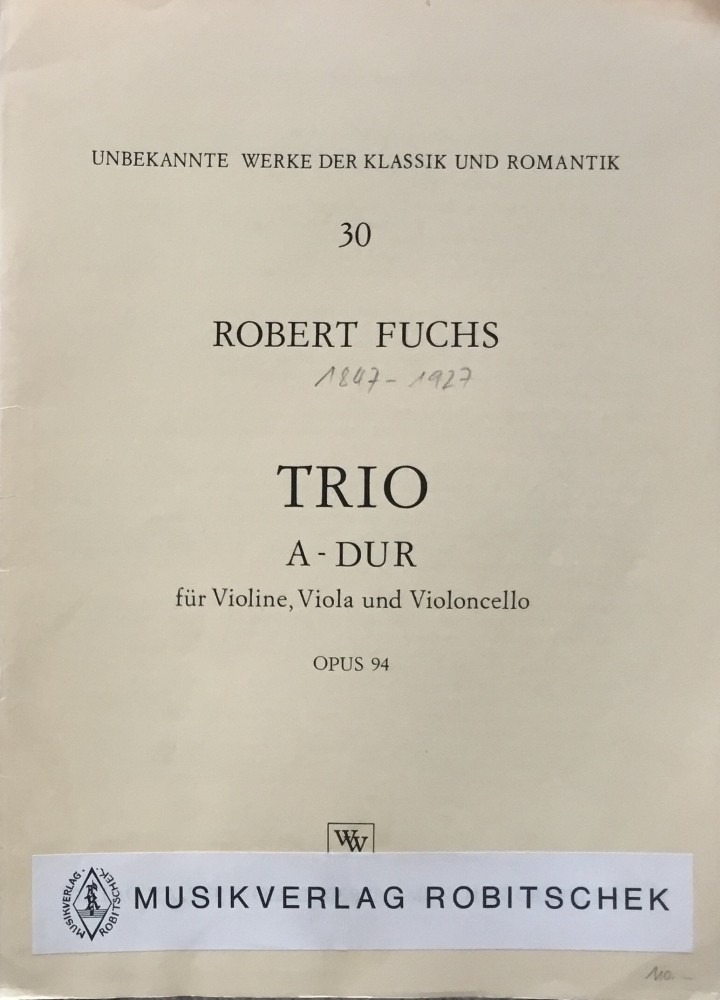 UNBEKANNTE WERKE DER KLASSIK UND ROMANTIK
30
ROBERT FUCHS
1847 - 1927
TRIO
A - DUR
für Violine, Viola und Violoncello
OPUS 94
WW
MUSIKVERLAG · ROBITSCHEK ·
MUSIKVERLAG ROBITSCHEK